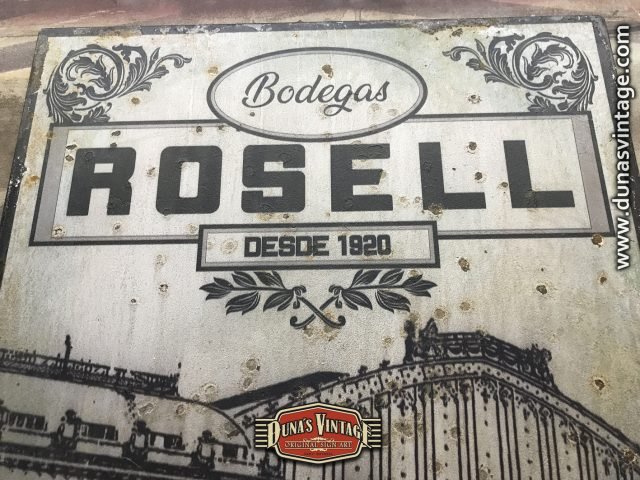 Bodegas
ROSELL
DESDE 1920
DUNA'S VINTAGE
ORIGINAL SIGN ART
www.dunasvintage.com